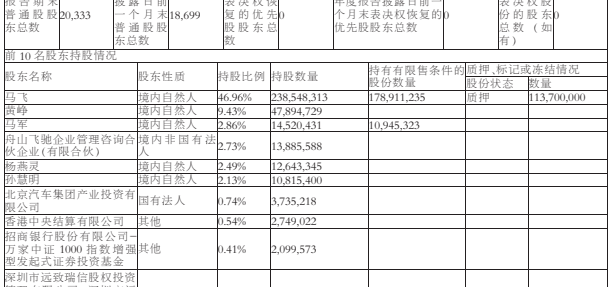 报告期末 披露日前 表决权恢 年度报告披露日前一 表决权股
普通股股 20,333 一个月末 18,699 复的优先 0 个月末表决权恢复的 0 份的股东 0
东总数 普通股股 股股东总 优先股股东总数 总数（如
东总数 数 有）
前 10 名股东持股情况
股东名称 股东性质 持股比例 持股数量 持有有限售条件的股份数量 质押、标记或冻结情况
股份状态 数量
马飞 境内自然人 46.96% 238,548,313 178,911,235 质押 113,700,000
黄峥 境内自然人 9.43% 47,894,729
马军 境内自然人 2.86% 14,520,431 10,945,323
舟山飞驰企业管理咨询合 境内非国有法
伙企业(有限合伙) 人 2.73% 13,885,588
杨燕灵 境内自然人 2.49% 12,643,345
孙慧明 境内自然人 2.13% 10,815,400
北京汽车集团产业投资有
限公司 国有法人 0.74% 3,735,218
香港中央结算有限公司 其他 0.54% 2,749,022
招商银行股份有限公司－
万家中证 1000 指数增强 其他 0.41% 2,099,573
型发起式证券投资基金
深圳市远致瑞信股权投资